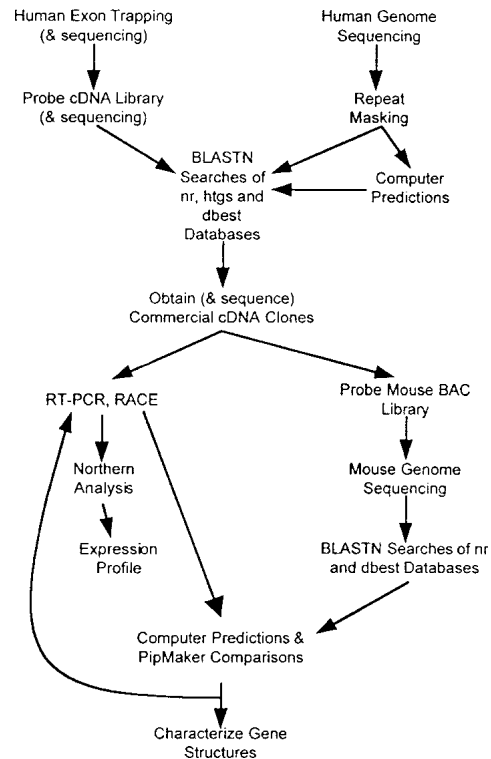 Human Exon Trapping
(& sequencing)
Human Genome
Sequencing
Probe cDNA Library
(& sequencing)
Repeat
Masking
BLASTN
Searches of
nr, htgs and
dbest
Databases
Computer
Predictions
Obtain (& sequence)
Commercial cDNA Clones
RT-PCR, RACE
Probe Mouse BAC
Library
Northern
Analysis
Mouse Genome
Sequencing
Expression
Profile
BLASTN Searches of nr
and dbest Databases
Computer Predictions &
PipMaker Comparisons
Characterize Gene
Structures